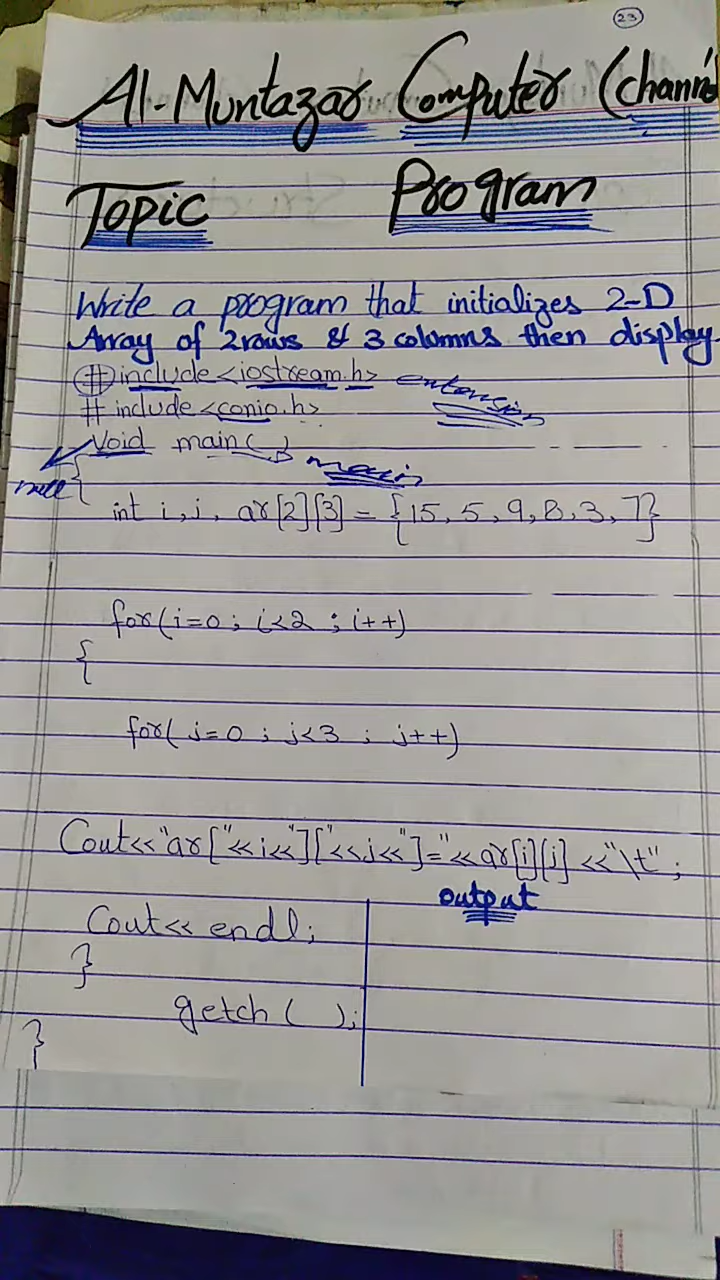 23
Al-Muntazar Computer (channel
Topic Program
Write a program that initializes 2-D
Array of 2 rows & 3 columns then display.
#include <iostream.h> extension
# include <conio.h>
Void main( )
main
null {
int i, j, ar[2][3] = {15, 5, 9, 8, 3, 7}
for(i=0; i<2 ; i++)
{
for( j=0 ; j<3 ; j++)
Cout<<"ar["<<i<<"]["<<j<<"]="<<ar[i][j] <<"\t" ;
output
Cout<< endl;
}
getch ( );
}